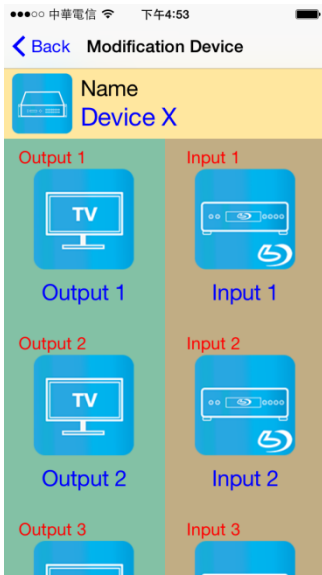 中華電信 下午4:53
Back Modification Device
Name
Device X
Output 1 Input 1
TV
Output 1 Input 1
Output 2 Input 2
TV
Output 2 Input 2
Output 3 Input 3